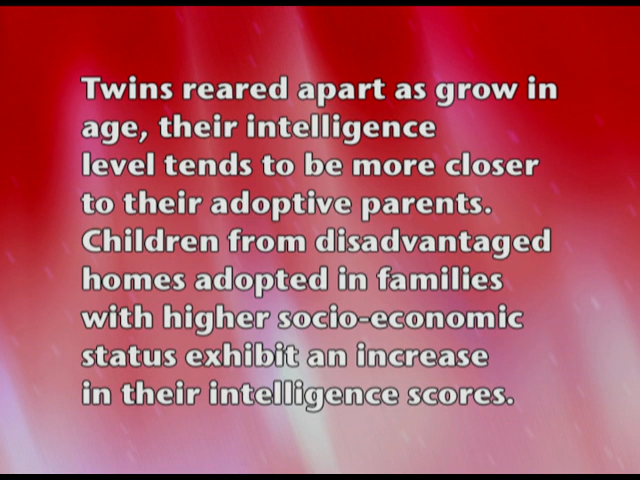 Twins reared apart as grow in
age, their intelligence
level tends to be more closer
to their adoptive parents.
Children from disadvantaged
homes adopted in families
with higher socio-economic
status exhibit an increase
in their intelligence scores.